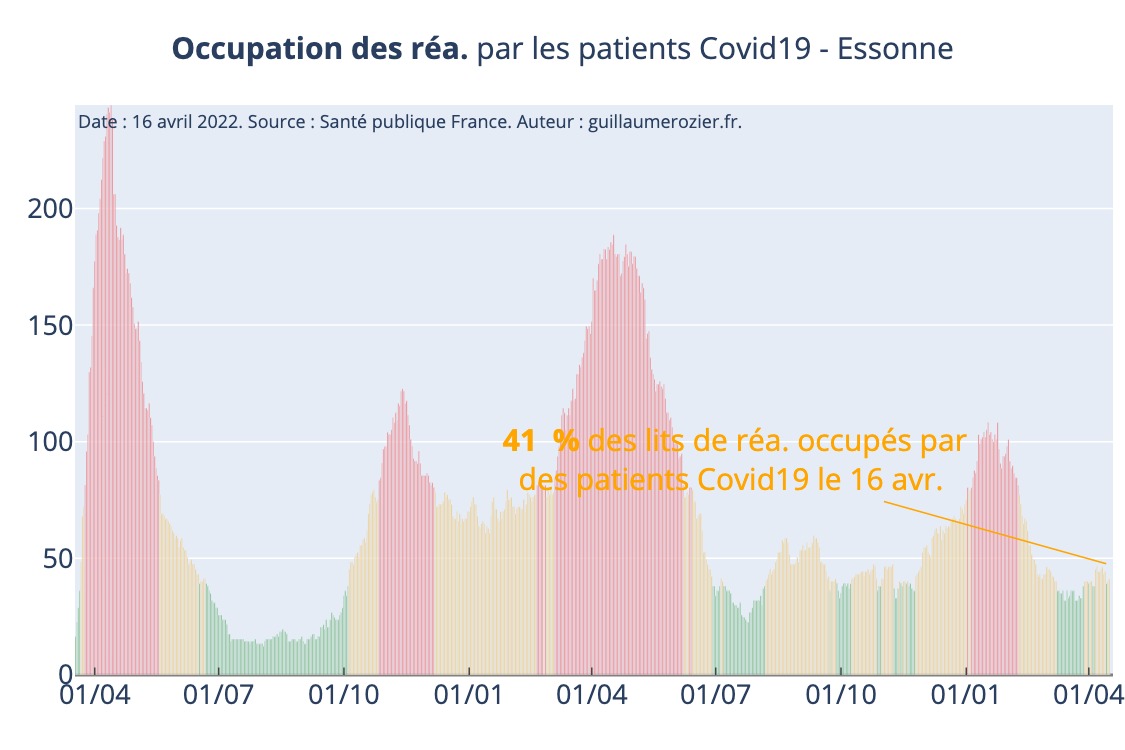 Occupation des réa. par les patients Covid19 - Essonne
Date : 16 avril 2022. Source : Santé publique France. Auteur : guillaumerozier.fr.
200
150
100
50
0
41 % des lits de réa. occupés par
des patients Covid19 le 16 avr.
01/04 01/07 01/10 01/01 01/04 01/07 01/10 01/01 01/04